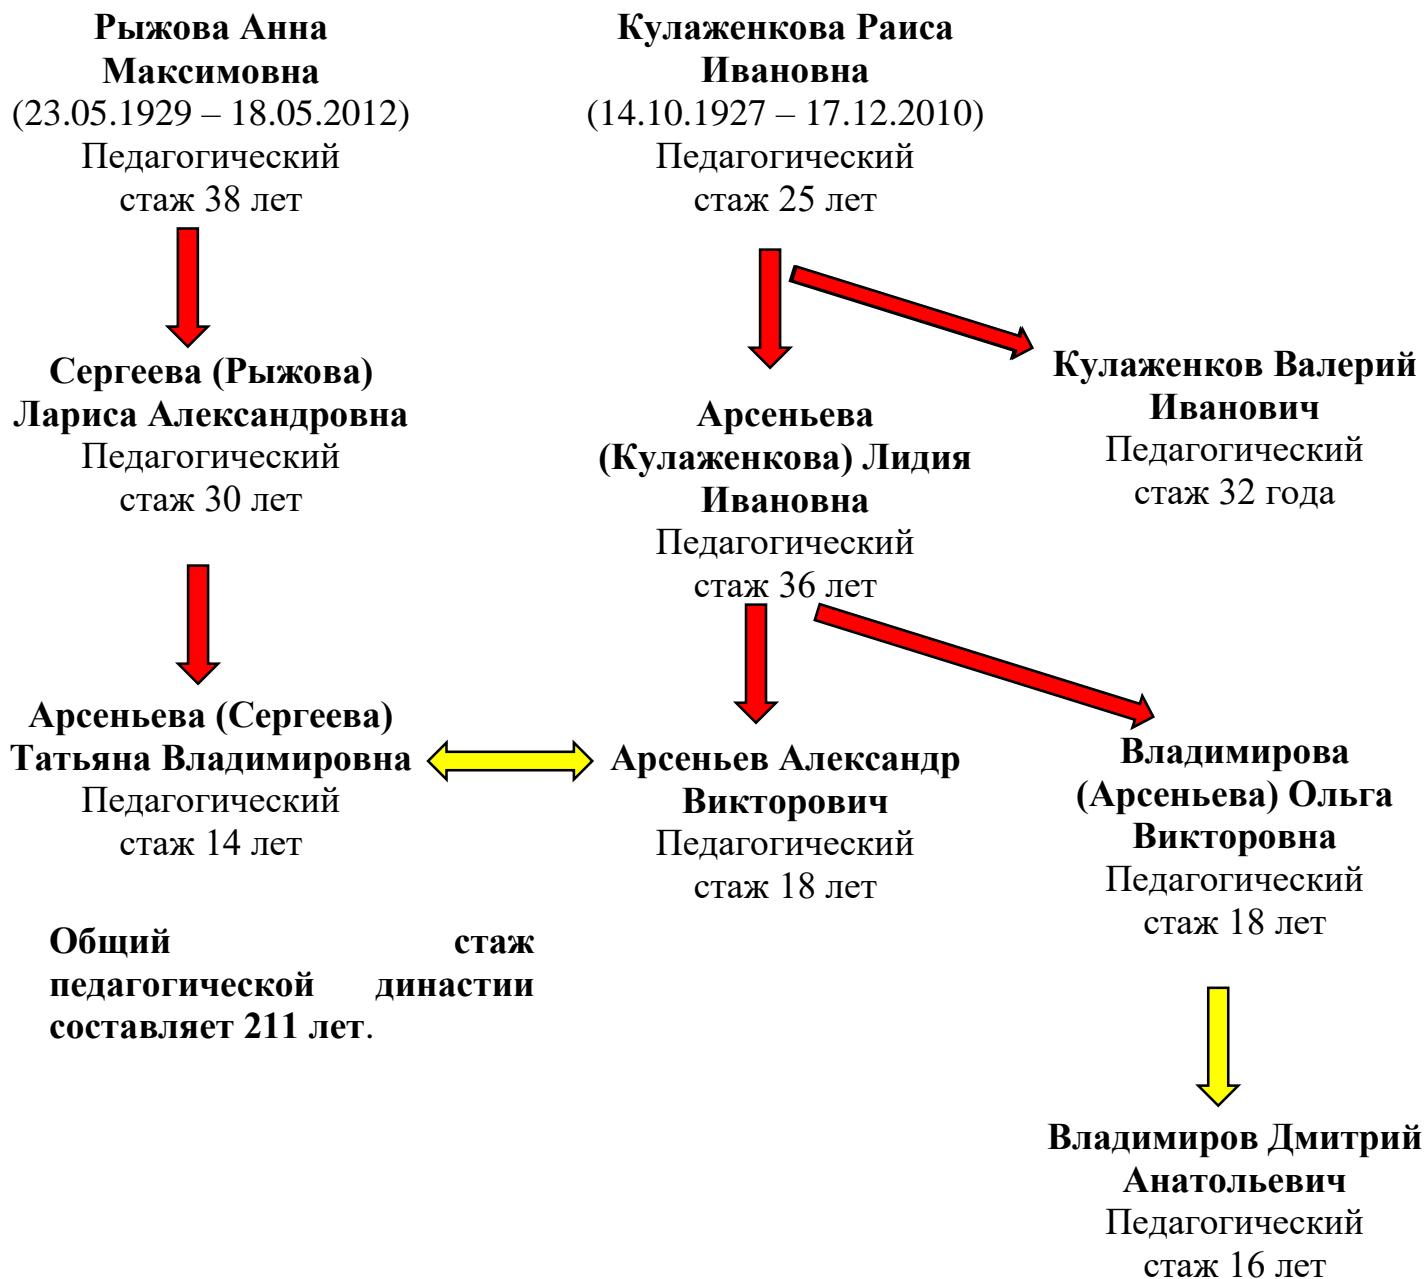 Рыжова Анна
Максимовна
(23.05.1929 – 18.05.2012)
Педагогический
стаж 38 лет
Кулаженкова Раиса
Ивановна
(14.10.1927 – 17.12.2010)
Педагогический
стаж 25 лет
Сергеева (Рыжова)
Лариса Александровна
Педагогический
стаж 30 лет
Арсеньева
(Кулаженкова) Лидия
Ивановна
Педагогический
стаж 36 лет
Кулаженков Валерий
Иванович
Педагогический
стаж 32 года
Арсеньева (Сергеева)
Татьяна Владимировна
Педагогический
стаж 14 лет
Арсеньев Александр
Викторович
Педагогический
стаж 18 лет
Владимирова
(Арсеньева) Ольга
Викторовна
Педагогический
стаж 18 лет
Общий стаж
педагогической династии
составляет 211 лет.
Владимиров Дмитрий
Анатольевич
Педагогический
стаж 16 лет